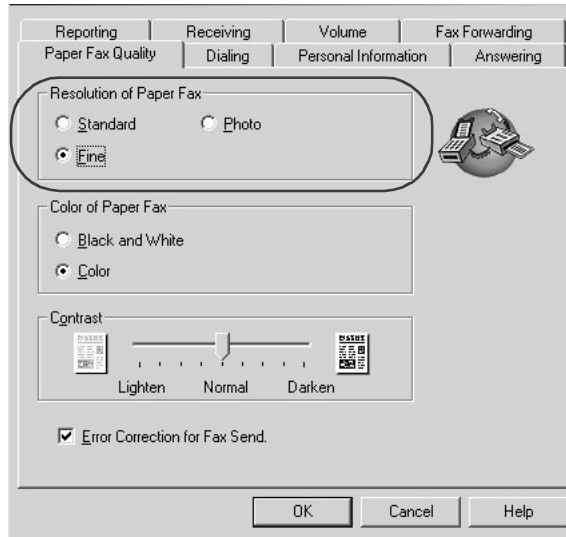 Reporting Receiving Volume Fax Forwarding
Paper Fax Quality Dialing Personal Information Answering
Resolution of Paper Fax
Standard Photo
Fine
Color of Paper Fax
Black and White
Color
Contrast
Lighten Normal Darken
Error Correction for Fax Send.
OK Cancel Help